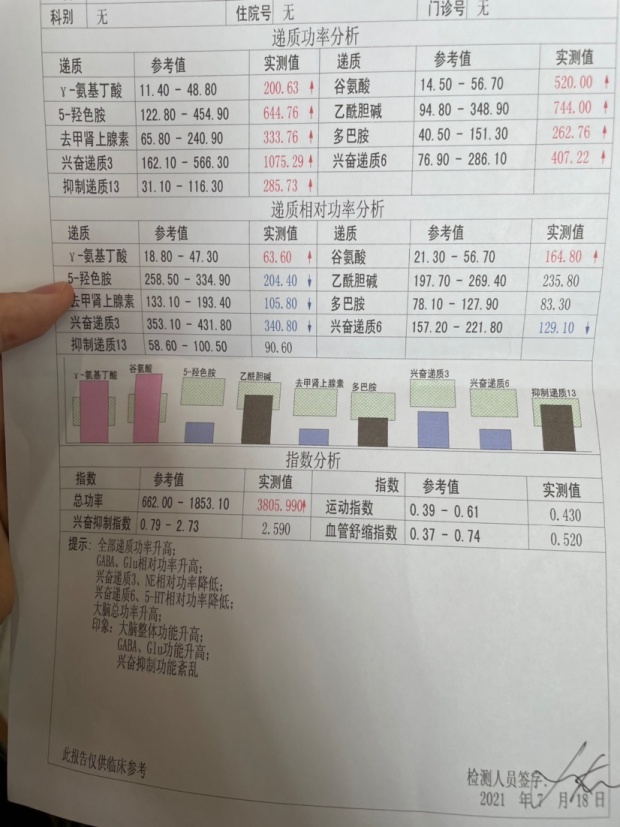 科别 无 住院号 无 门诊号 无
递质功率分析
递质 参考值 实测值 递质 参考值 实测值
γ-氨基丁酸 11.40 - 48.80 200.63 ↑ 谷氨酸 14.50 - 56.70 520.00 ↑
5-羟色胺 122.80 - 454.90 644.76 ↑ 乙酰胆碱 94.80 - 348.90 744.00 ↑
去甲肾上腺素 65.80 - 240.90 333.76 ↑ 多巴胺 40.50 - 151.30 262.76 ↑
兴奋递质3 162.10 - 566.30 1075.29 ↑ 兴奋递质6 76.90 - 286.10 407.22 ↑
抑制递质13 31.10 - 116.30 285.73 ↑
递质相对功率分析
递质 参考值 实测值 递质 参考值 实测值
γ-氨基丁酸 18.80 - 47.30 63.60 ↑ 谷氨酸 21.30 - 56.70 164.80 ↑
5-羟色胺 258.50 - 334.90 204.40 ↓ 乙酰胆碱 197.70 - 269.40 235.80
去甲肾上腺素 133.10 - 193.40 105.80 ↓ 多巴胺 78.10 - 127.90 83.30
兴奋递质3 353.10 - 431.80 340.80 ↓ 兴奋递质6 157.20 - 221.80 129.10 ↓
抑制递质13 58.60 - 100.50 90.60
γ-氨基丁酸 谷氨酸 5-羟色胺 乙酰胆碱 去甲肾上腺素 多巴胺 兴奋递质3 兴奋递质6 抑制递质13
指数分析
指数 参考值 实测值 指数 参考值 实测值
总功率 662.00 - 1853.10 3805.990↑ 运动指数 0.39 - 0.61 0.430
兴奋抑制指数 0.79 - 2.73 2.590 血管舒缩指数 0.37 - 0.74 0.520
提示: 全部递质功率升高;
GABA、Glu相对功率升高;
兴奋递质3、NE相对功率降低;
兴奋递质6、5-HT相对功率降低;
大脑总功率升高;
印象: 大脑整体功能升高;
GABA、Glu功能升高;
兴奋抑制功能紊乱
此报告仅供临床参考
检测人员签字:
2021 年7 月18 日